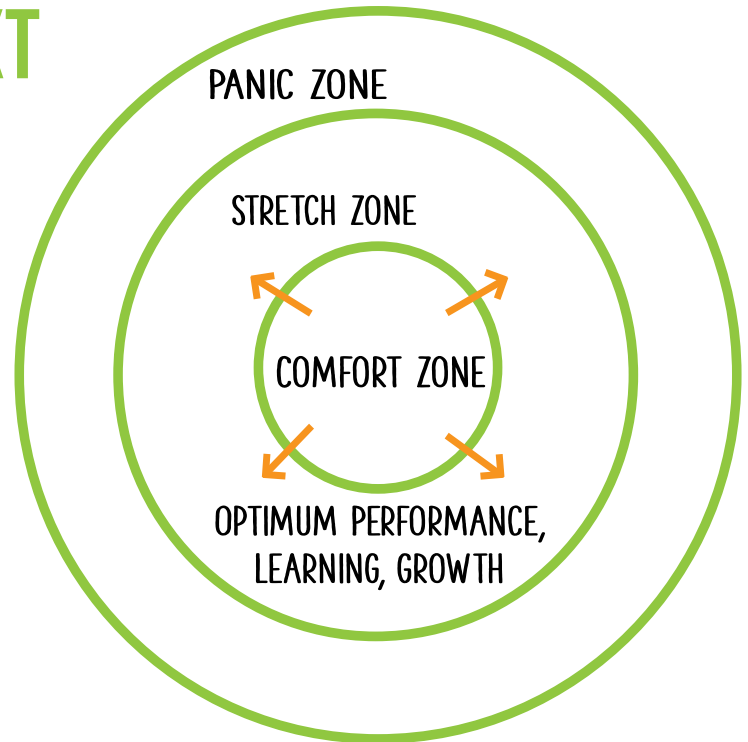 PANIC ZONE
STRETCH ZONE
COMFORT ZONE
OPTIMUM PERFORMANCE,
LEARNING, GROWTH